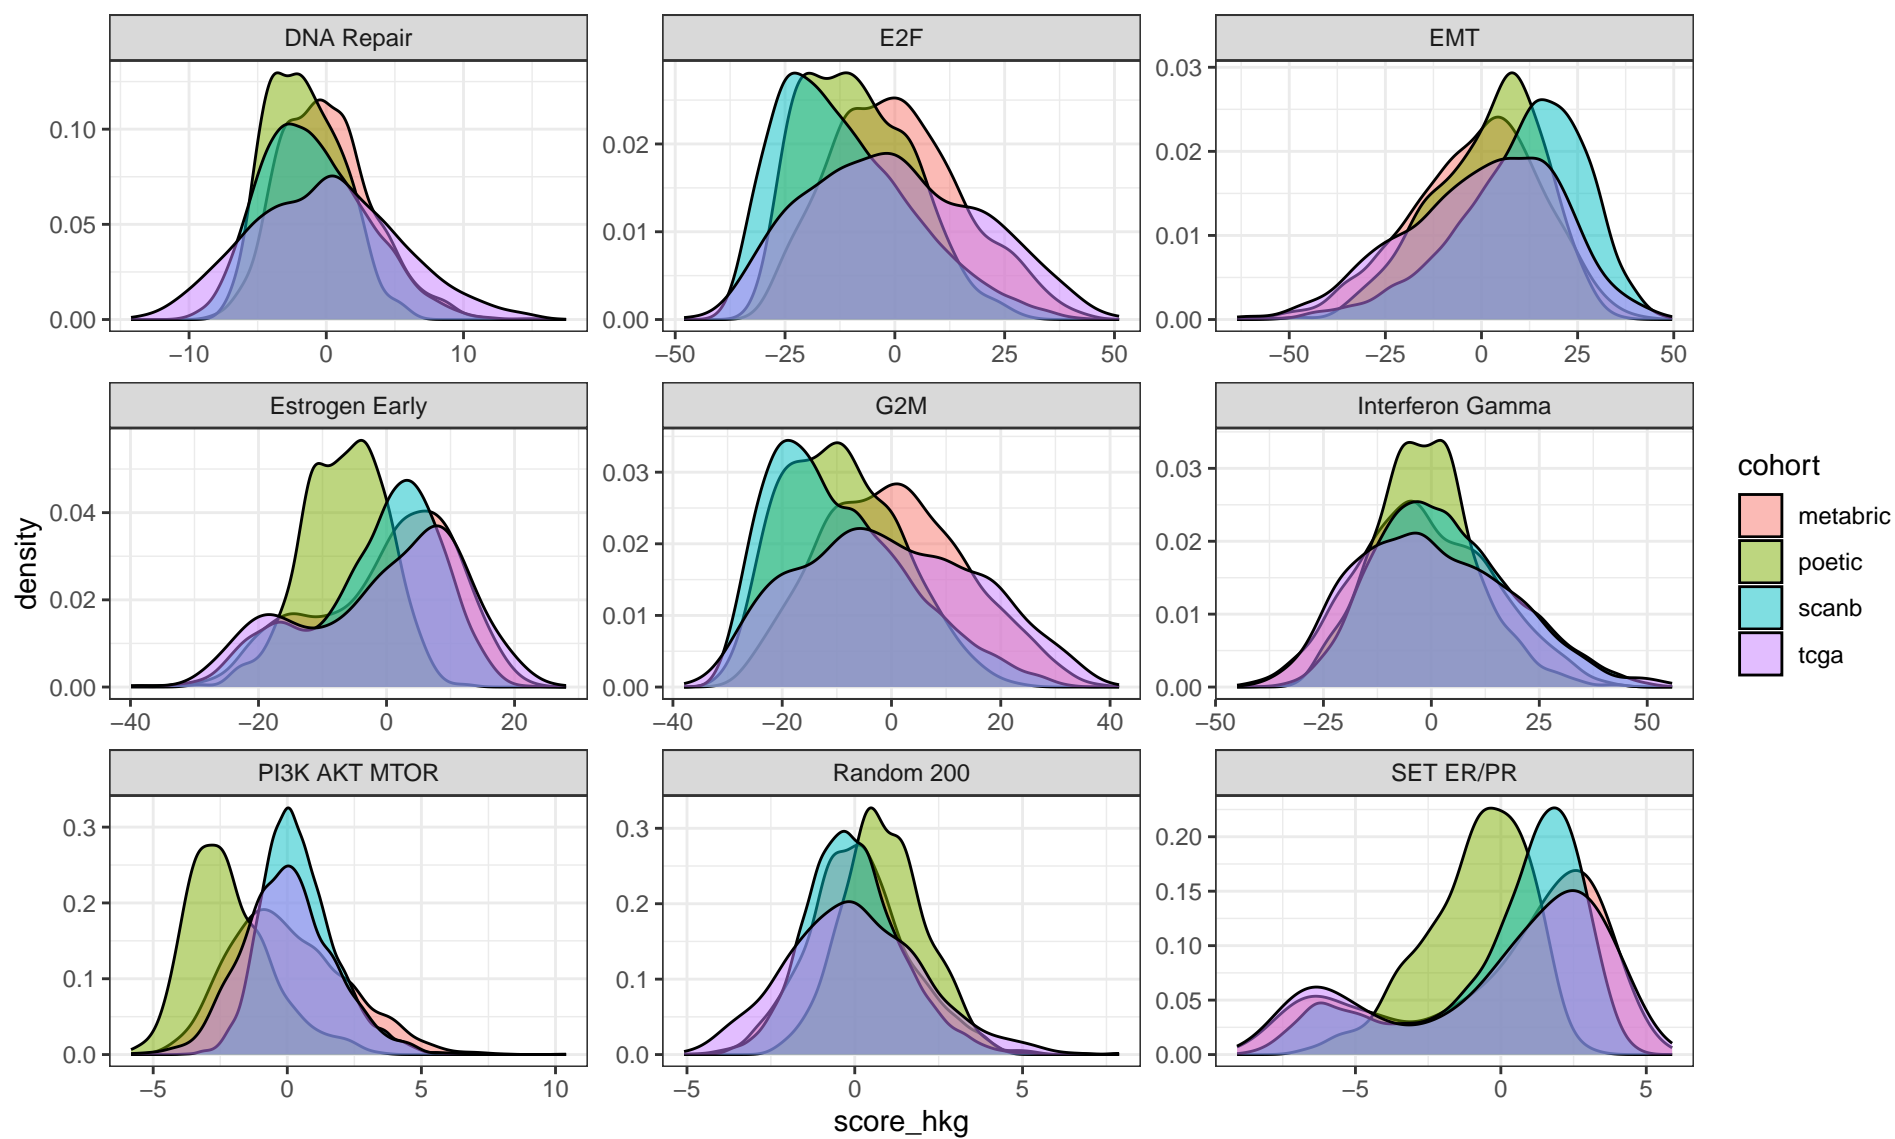 DNA Repair
E2F
EMT
0.10
0.05
0.00
−10 0 10
0.02
0.01
0.00
−50 −25 0 25 50
0.03
0.02
0.01
0.00
−50 −25 0 25 50
Estrogen Early
G2M
Interferon Gamma
0.04
0.02
0.00
−40 −20 0 20
0.03
0.02
0.01
0.00
−40 −20 0 20 40
0.03
0.02
0.01
0.00
−50 −25 0 25 50
PI3K AKT MTOR
Random 200
SET ER/PR
0.3
0.2
0.1
0.0
−5 0 5 10
0.3
0.2
0.1
0.0
−5 0 5
0.20
0.15
0.10
0.05
0.00
−5 0 5
density
score_hkg
cohort
metabric
poetic
scanb
tcga